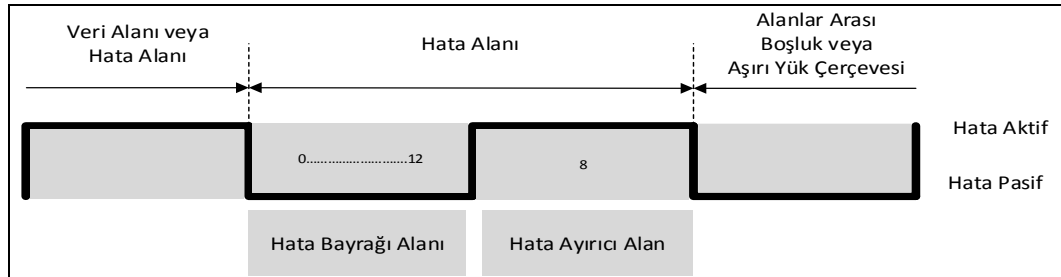 Veri Alanı veya
Hata Alanı
Hata Alanı
Alanlar Arası
Boşluk veya
Aşırı Yük Çerçevesi
Hata Aktif
0.........................12
8
Hata Pasif
Hata Bayrağı Alanı
Hata Ayırıcı Alan